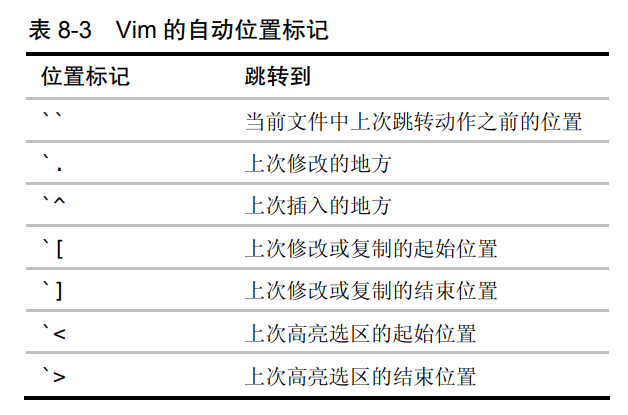 表 8-3 Vim 的自动位置标记
位置标记 跳转到
`` 当前文件中上次跳转动作之前的位置
`. 上次修改的地方
`^ 上次插入的地方
`[ 上次修改或复制的起始位置
`] 上次修改或复制的结束位置
`< 上次高亮选区的起始位置
`> 上次高亮选区的结束位置